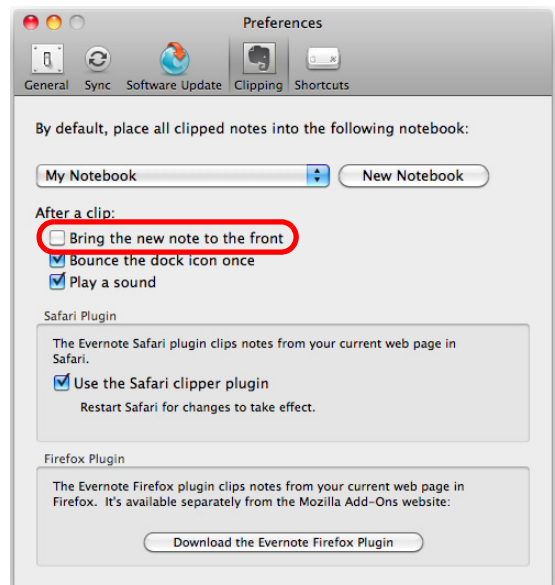 Preferences
General Sync Software Update Clipping Shortcuts
By default, place all clipped notes into the following notebook:
My Notebook New Notebook
After a clip:
Bring the new note to the front
Bounce the dock icon once
Play a sound
Safari Plugin
The Evernote Safari plugin clips notes from your current web page in
Safari.
Use the Safari clipper plugin
Restart Safari for changes to take effect.
Firefox Plugin
The Evernote Firefox plugin clips notes from your current web page in
Firefox. It's available separately from the Mozilla Add-Ons website:
Download the Evernote Firefox Plugin